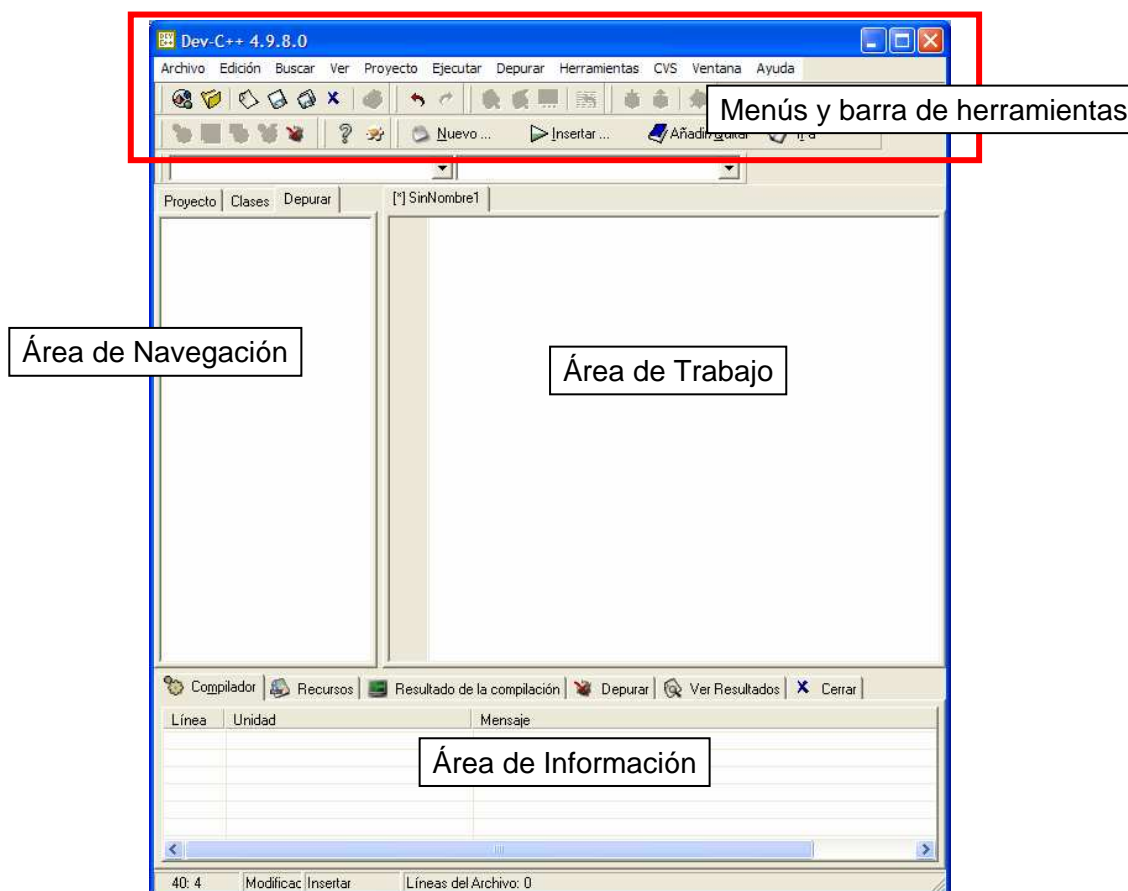 Dev-C++ 4.9.8.0
Archivo Edición Buscar Ver Proyecto Ejecutar Depurar Herramientas CVS Ventana Ayuda
Menús y barra de herramientas
Nuevo ... Insertar ...
Proyecto Clases Depurar [*] SinNombre1
Área de Navegación
Área de Trabajo
Compilador Recursos Resultado de la compilación Depurar Ver Resultados Cerrar
Línea Unidad Mensaje
Área de Información
40: 4 Modificac Insertar Líneas del Archivo: 0